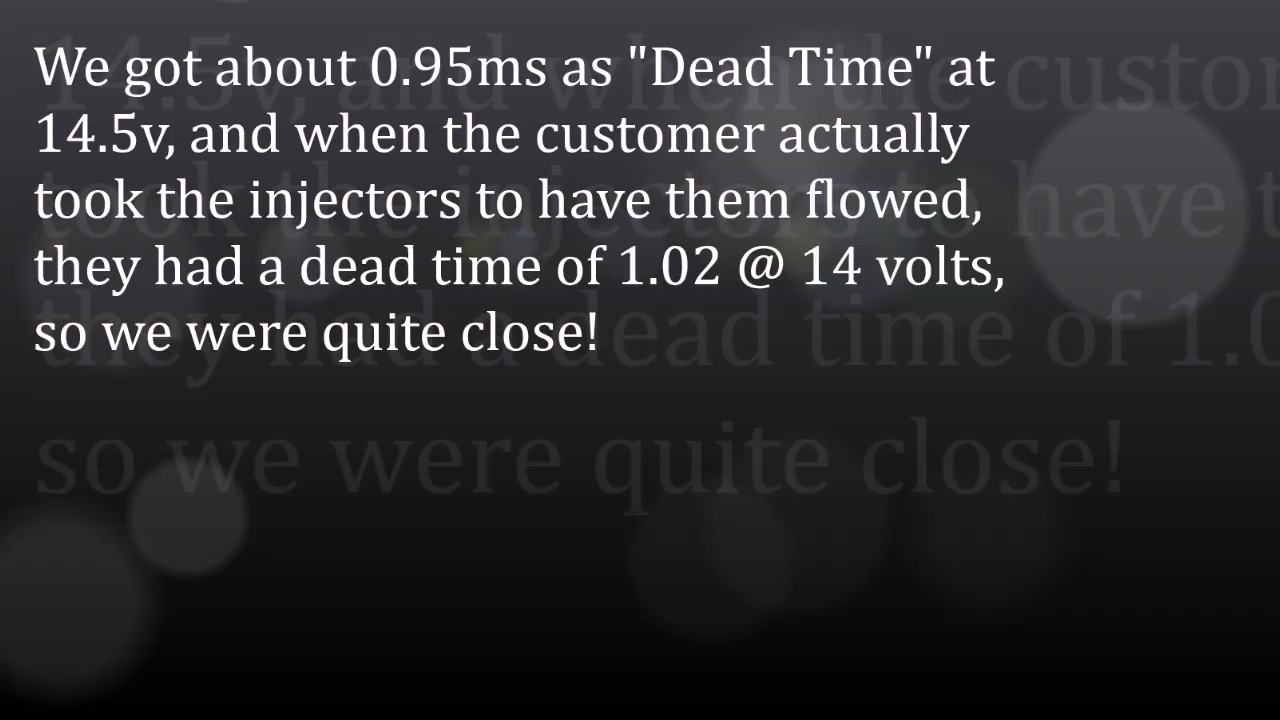 We got about 0.95ms as "Dead Time" at
14.5v, and when the customer actually
took the injectors to have them flowed,
they had a dead time of 1.02 @ 14 volts,
so we were quite close!